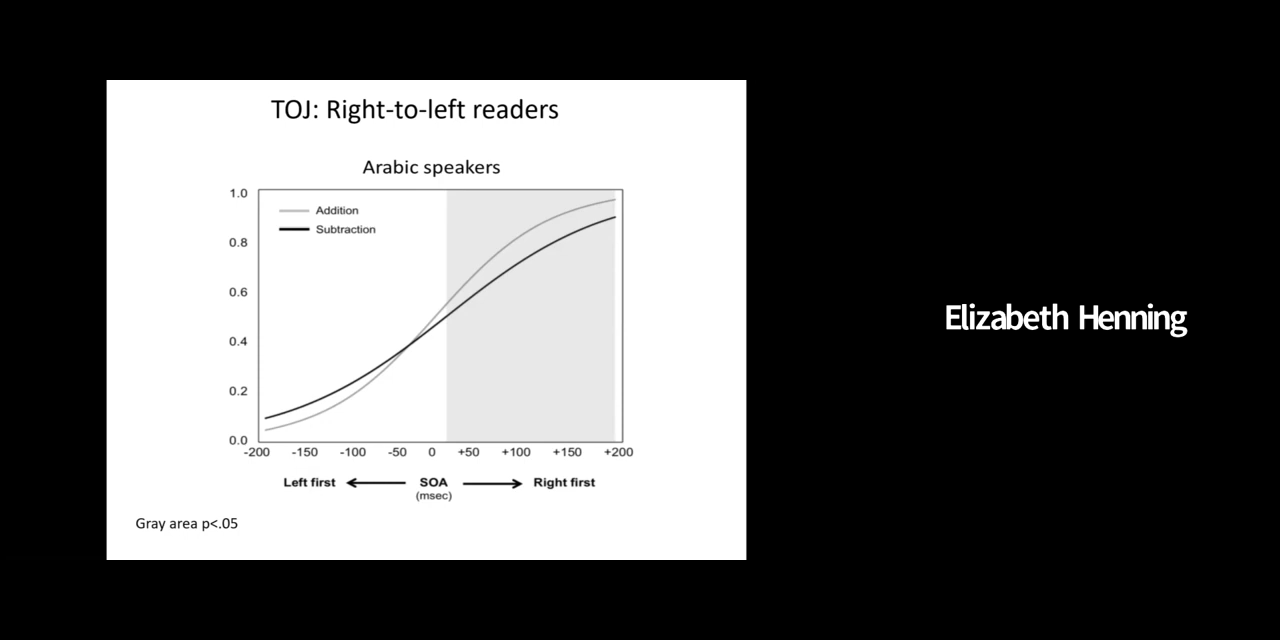 TOJ: Right-to-left readers
Arabic speakers
1.0
0.8
0.6
0.4
0.2
0.0
Addition
Subtraction
-200 -150 -100 -50 0 +50 +100 +150 +200
Left first SOA Right first
(msec)
Gray area p<.05
Elizabeth Henning